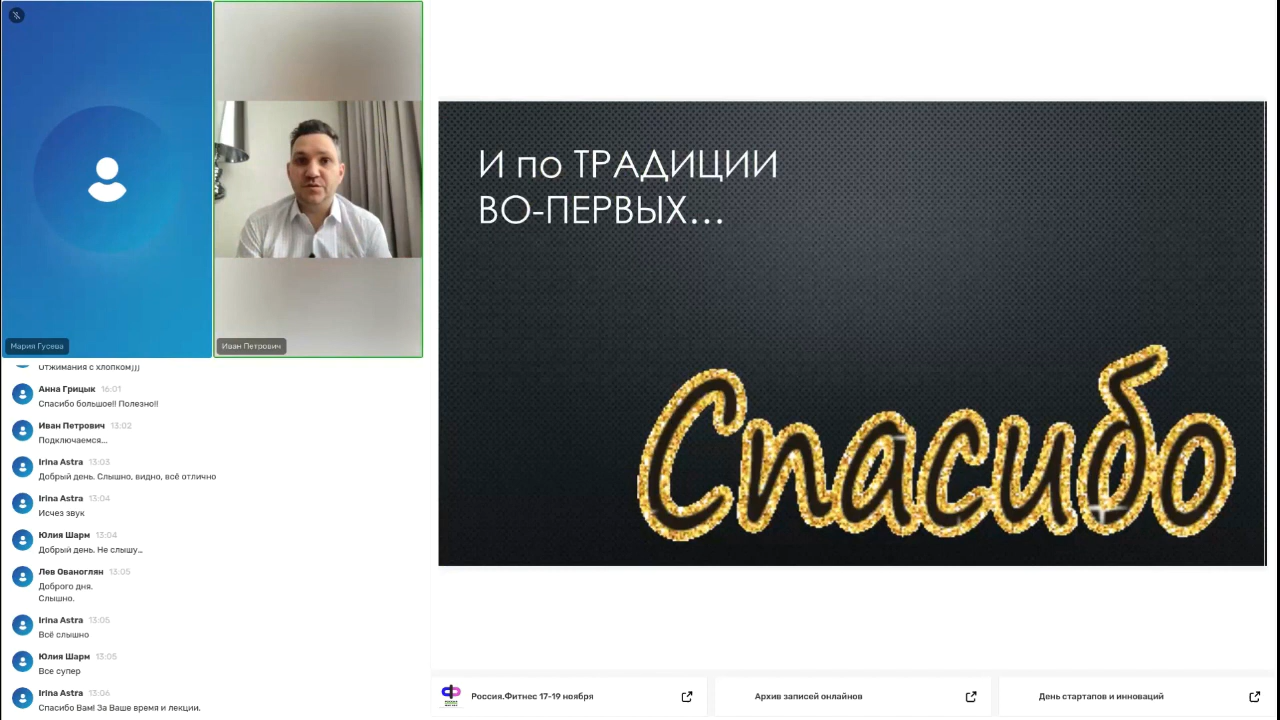 Мария Гусева
Иван Петрович
Отжимания с хлопком)))
Анна Грицык 16:01
Спасибо большое!! Полезно!!
Иван Петрович 13:02
Подключаемся...
Irina Astra 13:03
Добрый день. Слышно, видно, всё отлично
Irina Astra 13:04
Исчез звук
Юлия Шарм 13:04
Добрый день. Не слышу...
Лев Ованоглян 13:05
Доброго дня.
Слышно.
Irina Astra 13:05
Всё слышно
Юлия Шарм 13:05
Все супер
Irina Astra 13:06
Спасибо Вам! За Ваше время и лекции.
И по ТРАДИЦИИ
ВО-ПЕРВЫХ...
Спасибо
Россия.Фитнес 17-19 ноября
Архив записей онлайнов
День стартапов и инноваций